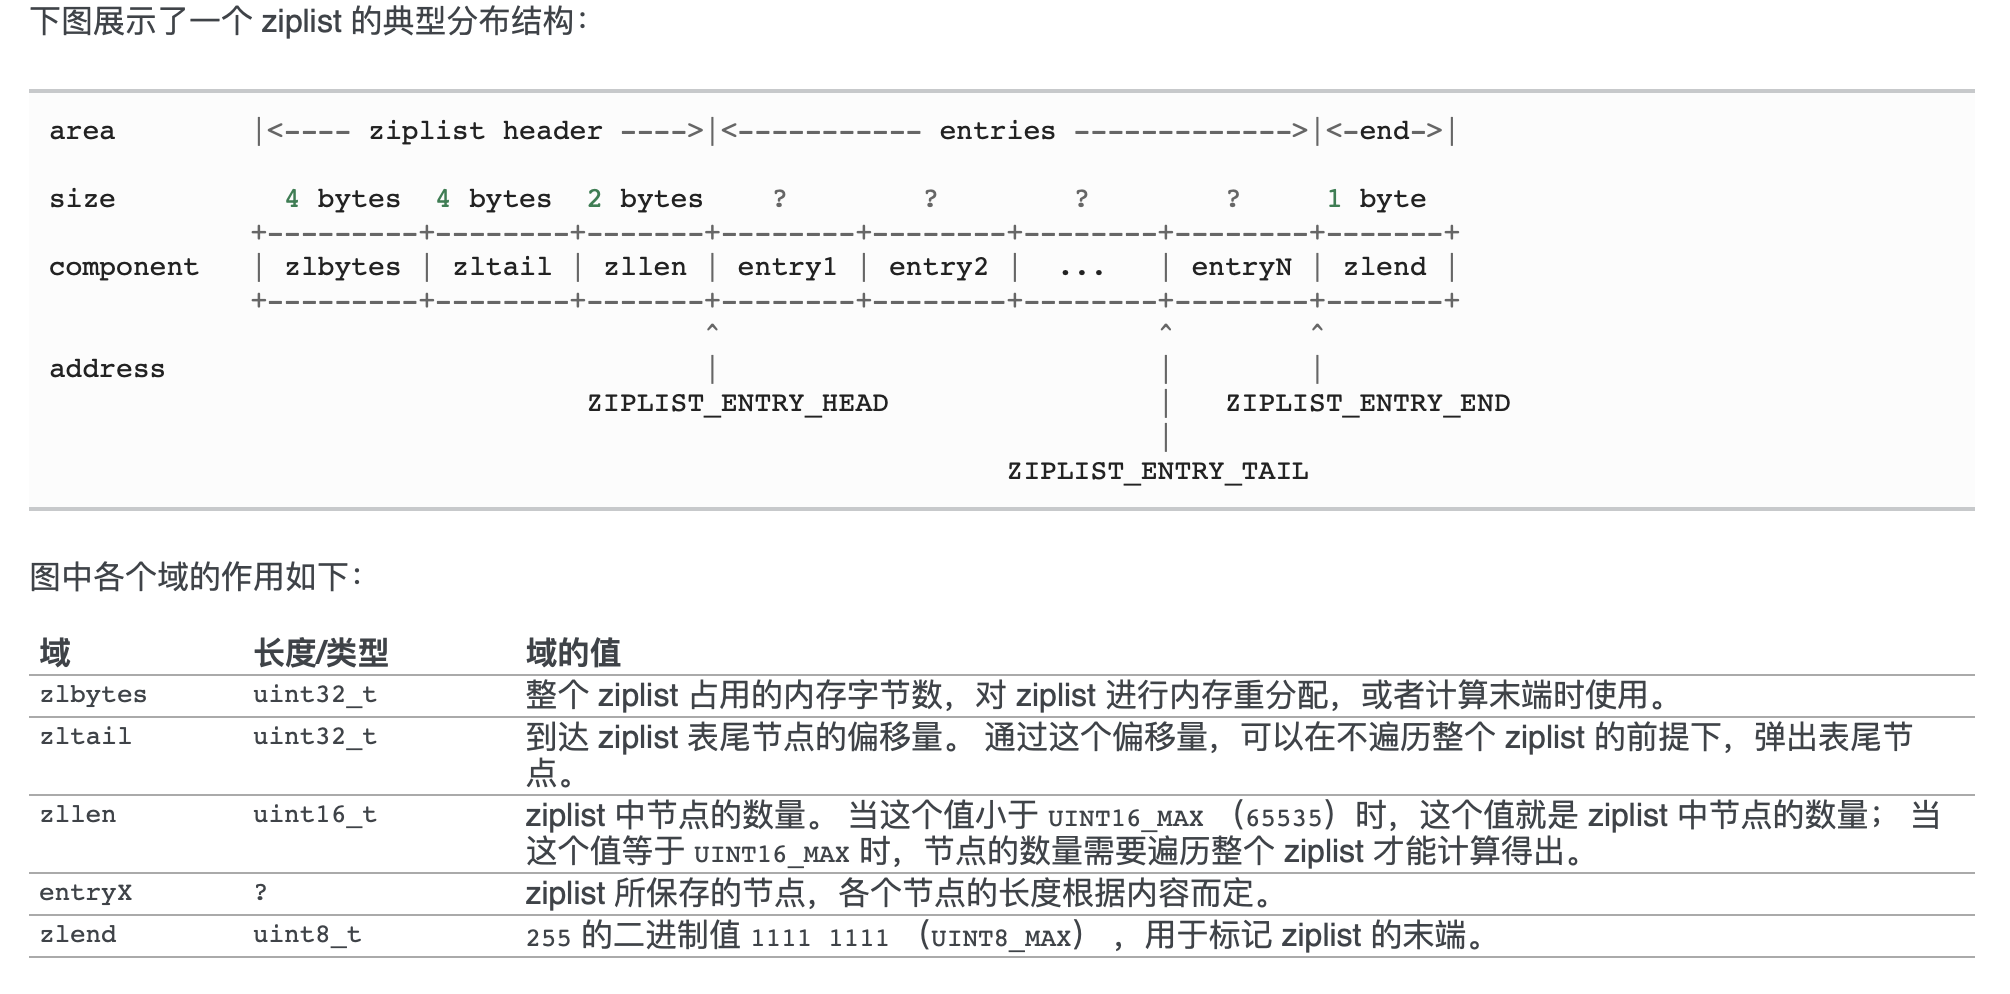 下图展示了一个 ziplist 的典型分布结构：
area         |<---- ziplist header ---->|<----------- entries ------------->|<-end->|
size           4 bytes  4 bytes  2 bytes    ?        ?        ?        ?     1 byte
             +---------+--------+-------+--------+--------+--------+--------+-------+
component    | zlbytes | zltail | zllen | entry1 | entry2 |  ...   | entryN | zlend |
             +---------+--------+-------+--------+--------+--------+--------+-------+
                                        ^                          ^        ^
address                                 |                          |        |
                                 ZIPLIST_ENTRY_HEAD                |   ZIPLIST_ENTRY_END
                                                                   |
                                                          ZIPLIST_ENTRY_TAIL
图中各个域的作用如下：
域 长度/类型 域的值
zlbytes uint32_t 整个 ziplist 占用的内存字节数，对 ziplist 进行内存重分配，或者计算末端时使用。
zltail uint32_t 到达 ziplist 表尾节点的偏移量。 通过这个偏移量，可以在不遍历整个 ziplist 的前提下，弹出表尾节
点。
zllen uint16_t ziplist 中节点的数量。 当这个值小于 UINT16_MAX （65535）时，这个值就是 ziplist 中节点的数量； 当
这个值等于 UINT16_MAX 时，节点的数量需要遍历整个 ziplist 才能计算得出。
entryX ? ziplist 所保存的节点，各个节点的长度根据内容而定。
zlend uint8_t 255 的二进制值 1111 1111 （UINT8_MAX） ，用于标记 ziplist 的末端。